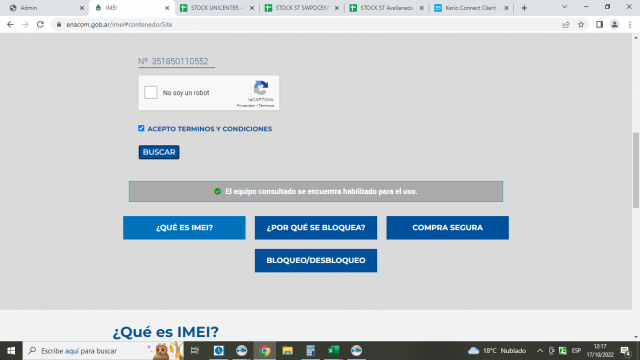 Admin
IMEI
STOCK UNICENTER -
STOCK ST SWPOCENT
STOCK ST Avellaneda
Kerio Connect Client
enacom.gob.ar/imei#contenedorSite
Nº 351850110552
No soy un robot
reCAPTCHA
Privacidad - Términos
ACEPTO TERMINOS Y CONDICIONES
BUSCAR
El equipo consultado se encuentra habilitado para el uso.
¿QUÉ ES IMEI?
¿POR QUÉ SE BLOQUEA?
COMPRA SEGURA
BLOQUEO/DESBLOQUEO
¿Qué es IMEI?
Escribe aquí para buscar
18°C Nublado
ESP
12:17
17/10/2022